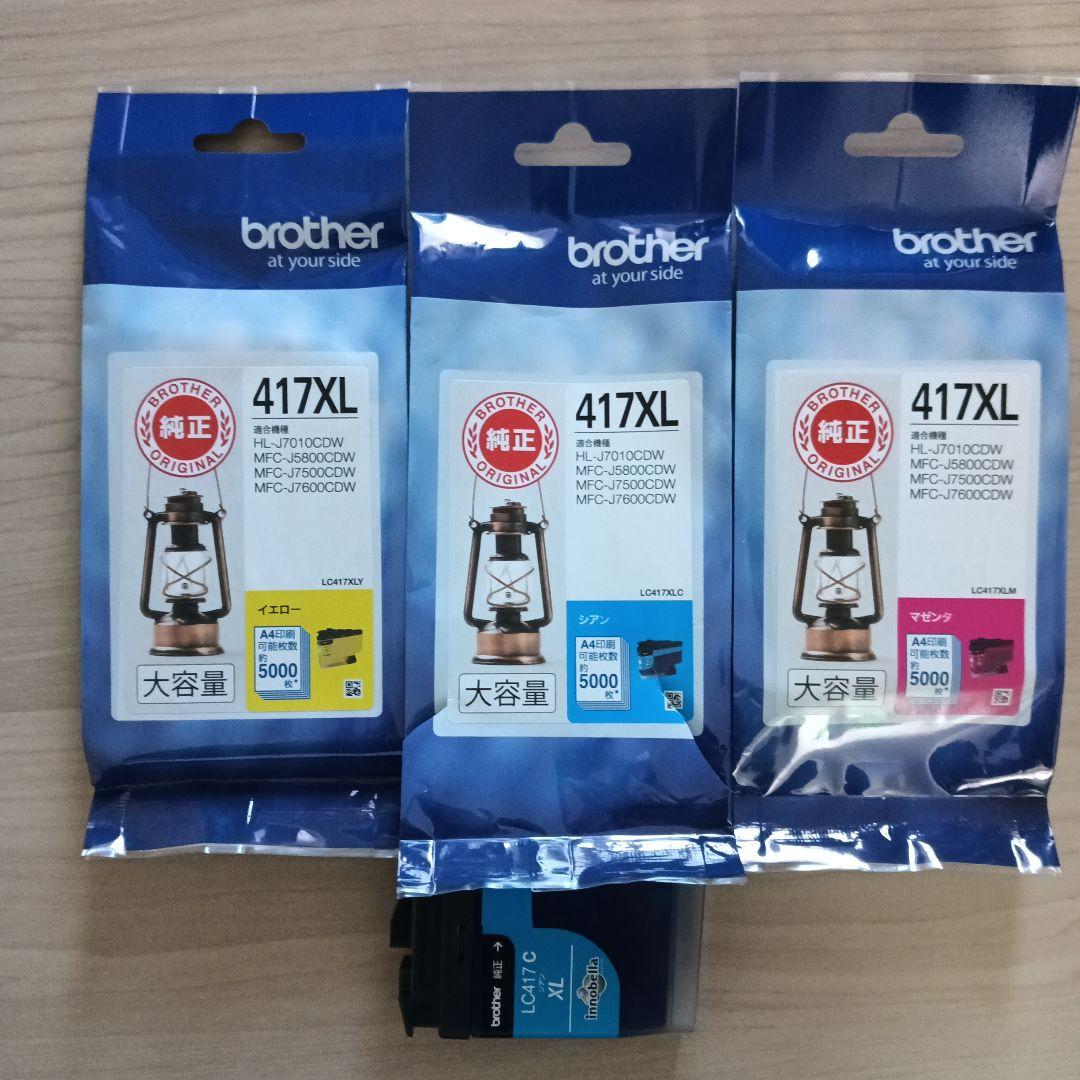 brother
at your side
BROTHER
純正
ORIGINAL
417XL
適合機種
HL-J7010CDW
MFC-J5800CDW
MFC-J7500CDW
MFC-J7600CDW
LC417XLY
イエロー
A4印刷
可能枚数
約
5000
枚*
大容量
brother
at your side
BROTHER
純正
ORIGINAL
417XL
適合機種
HL-J7010CDW
MFC-J5800CDW
MFC-J7500CDW
MFC-J7600CDW
LC417XLC
シアン
A4印刷
可能枚数
約
5000
枚*
大容量
brother
at your side
BROTHER
純正
ORIGINAL
417XL
適合機種
HL-J7010CDW
MFC-J5800CDW
MFC-J7500CDW
MFC-J7600CDW
LC417XLM
マゼンタ
A4印刷
可能枚数
約
5000
枚*
大容量
brother 純正 →
LC417 C
シアン
XL
innobella